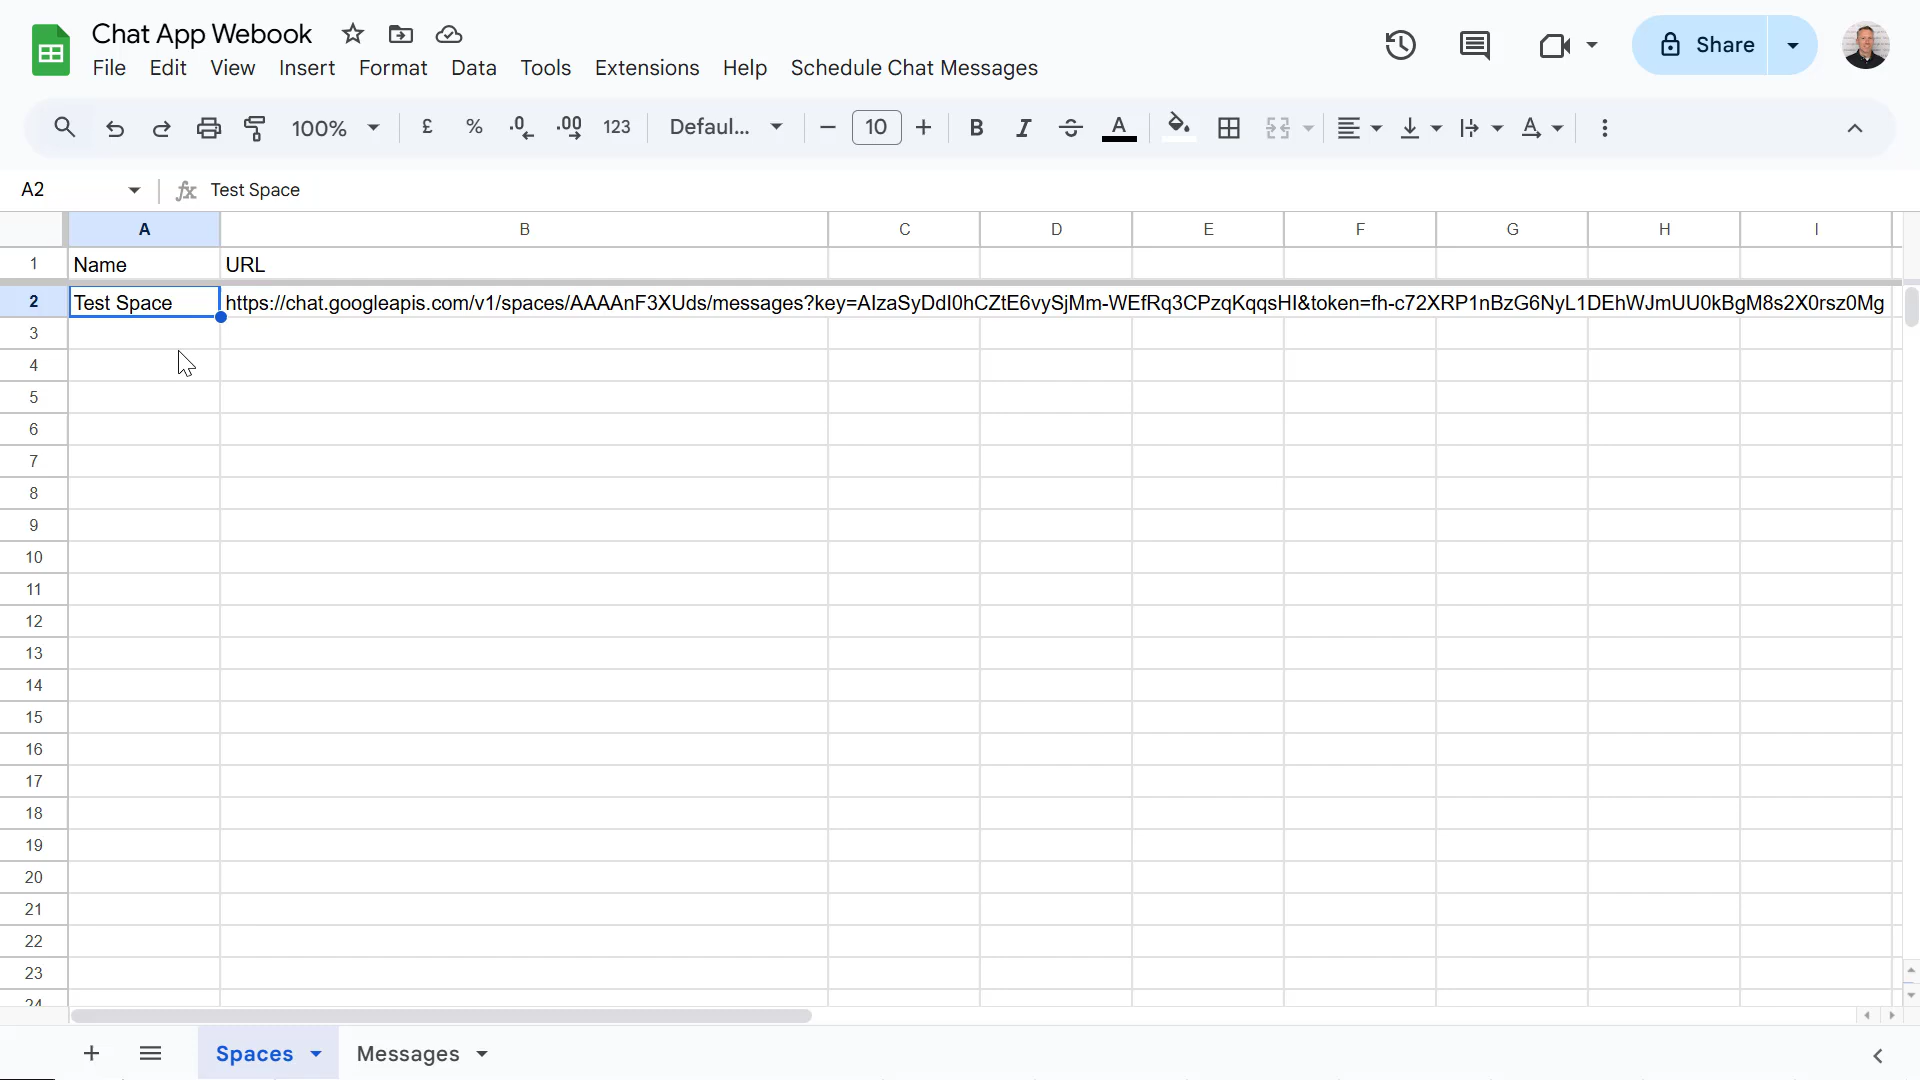 Chat App Webook
File Edit View Insert Format Data Tools Extensions Help Schedule Chat Messages
Share
100% £ % .0 .00 123 Defaul... 10 B I A A
A2 fx Test Space
A B C D E F G H I
1 Name URL
2 Test Space https://chat.googleapis.com/v1/spaces/AAAAnF3XUds/messages?key=AIzaSyDdI0hCZtE6vySjMm-WEfRq3CPzqKqqsHI&token=fh-c72XRP1nBzG6NyL1DEhWJmUU0kBgM8s2X0rsz0Mg
3
4
5
6
7
8
9
10
11
12
13
14
15
16
17
18
19
20
21
22
23
24
Spaces Messages